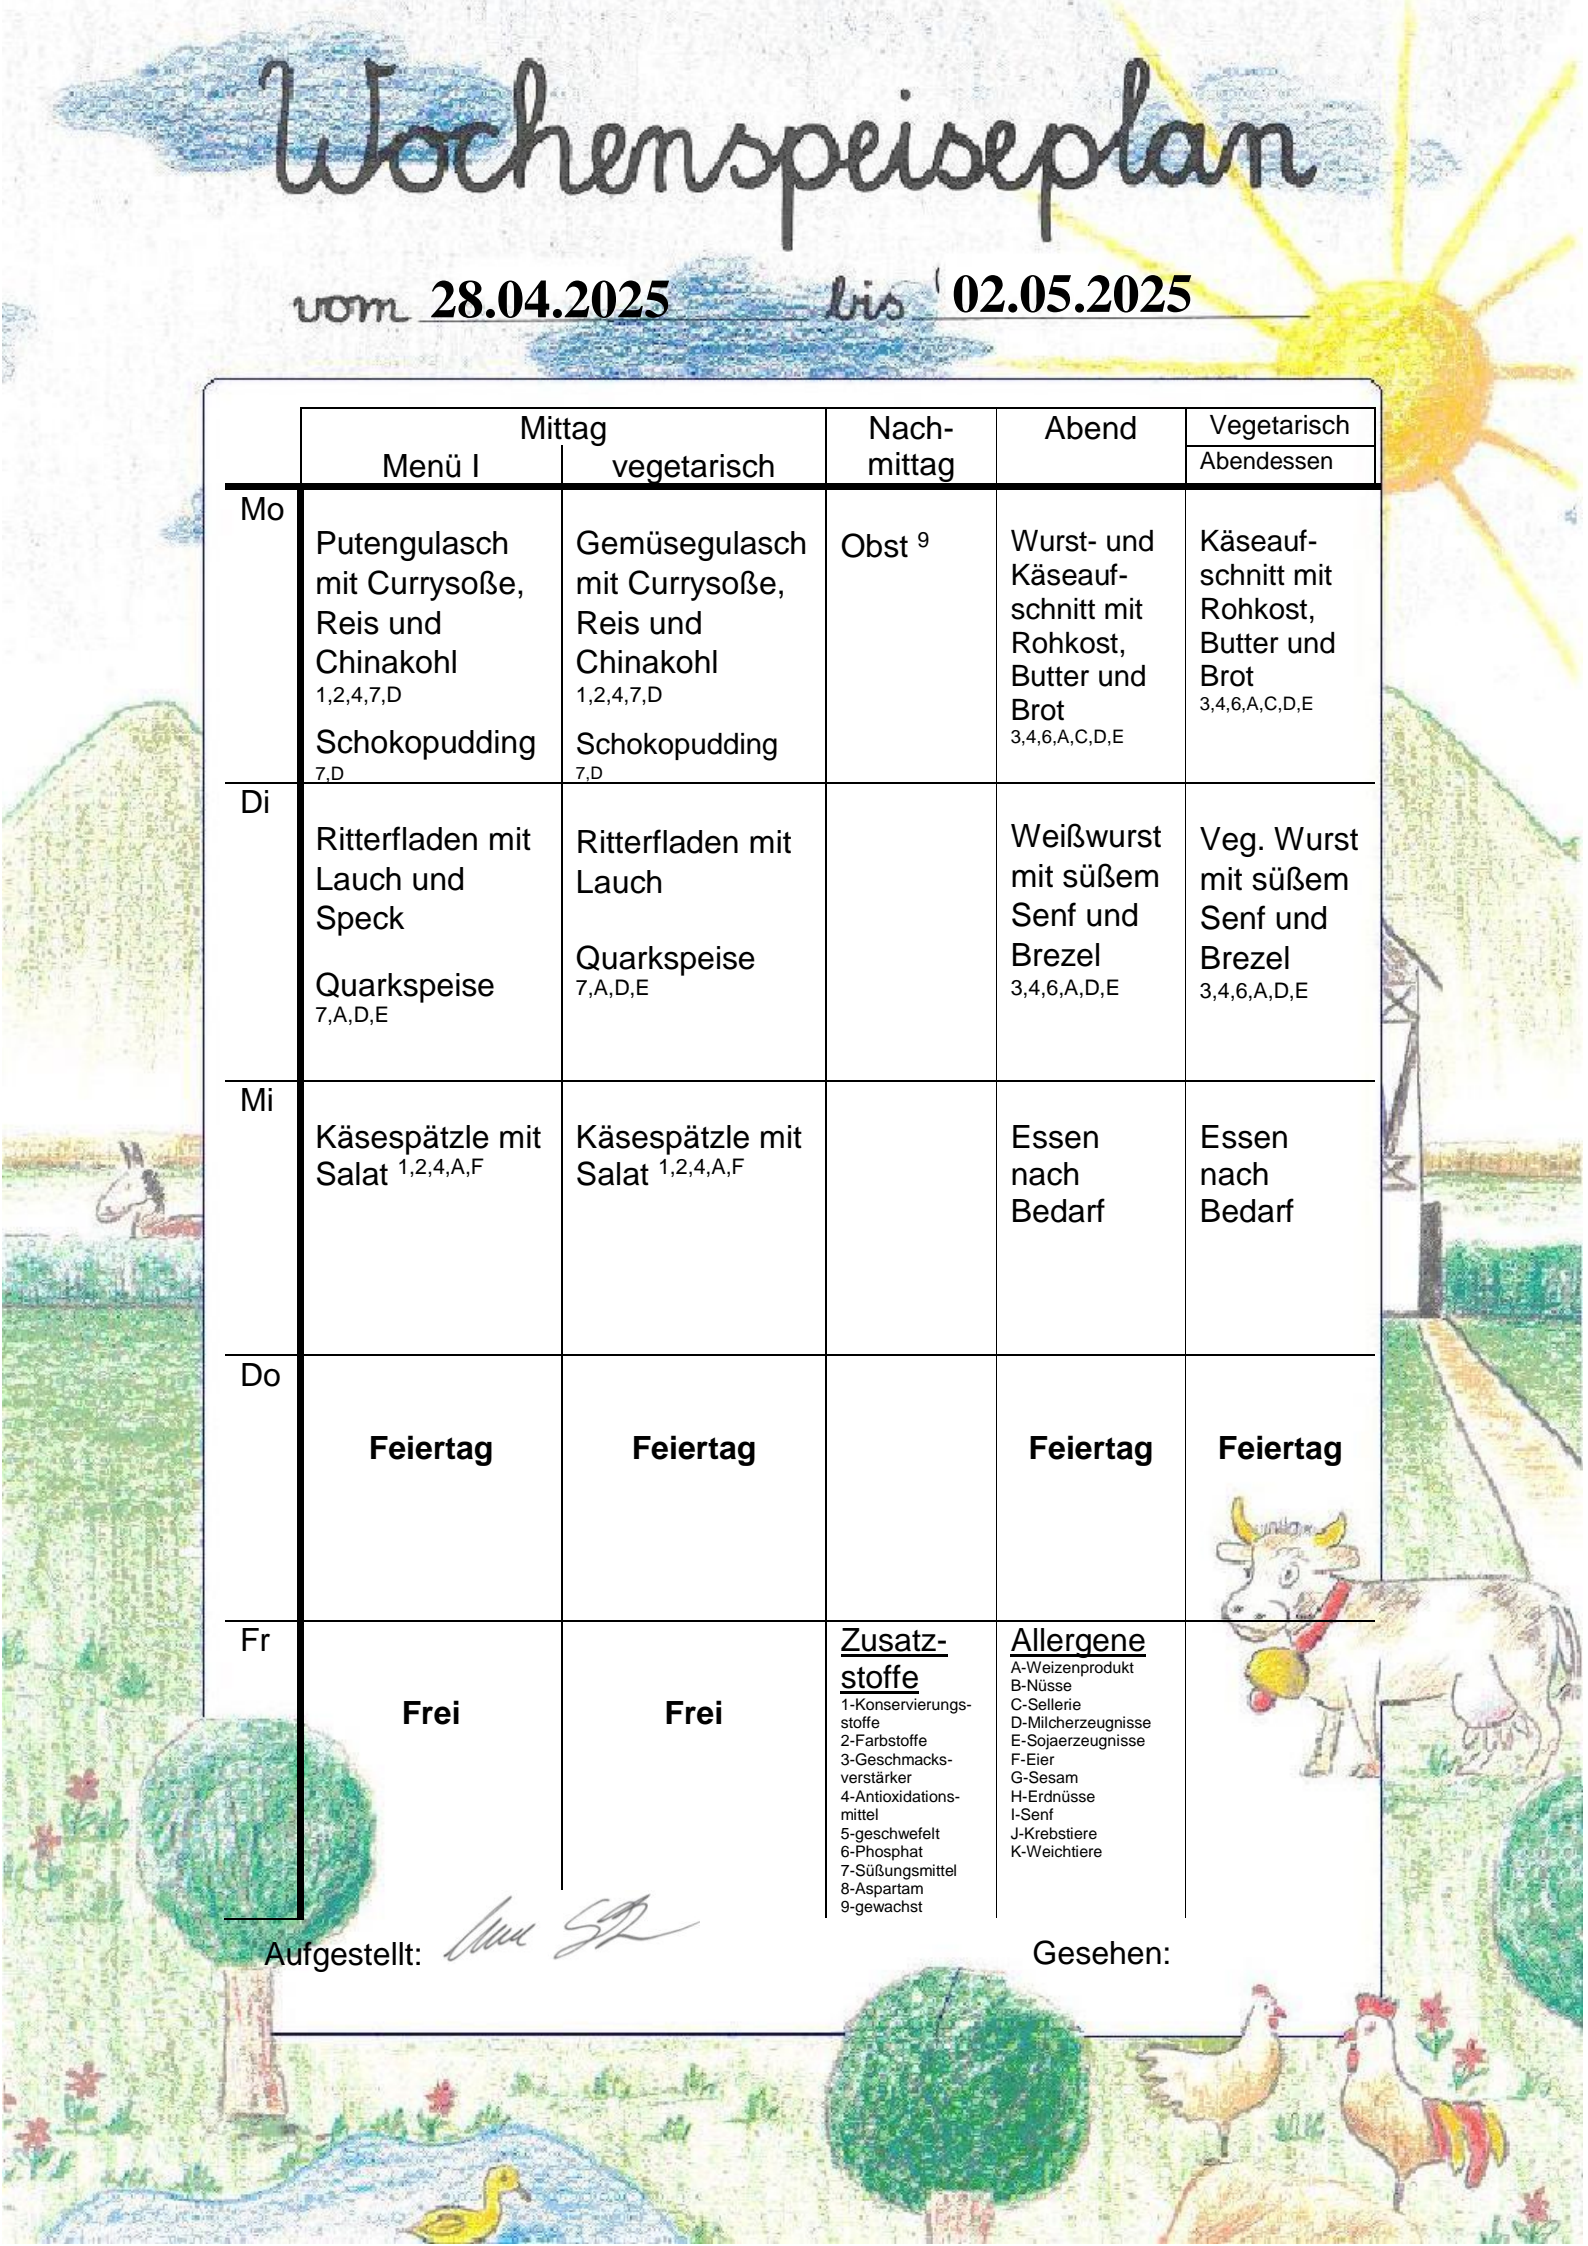 Wochenspeiseplan
vom 28.04.2025 bis 02.05.2025
Mittag
Menü I
vegetarisch
Nach-
mittag
Abend
Vegetarisch
Abendessen
Mo
Putengulasch
mit Currysoße,
Reis und
Chinakohl
1,2,4,7,D
Schokopudding
7,D
Gemüsegulasch
mit Currysoße,
Reis und
Chinakohl
1,2,4,7,D
Schokopudding
7,D
Obst 9
Wurst- und
Käseauf-
schnitt mit
Rohkost,
Butter und
Brot
3,4,6,A,C,D,E
Käseauf-
schnitt mit
Rohkost,
Butter und
Brot
3,4,6,A,C,D,E
Di
Ritterfladen mit
Lauch und
Speck
Quarkspeise
7,A,D,E
Ritterfladen mit
Lauch
Quarkspeise
7,A,D,E
Weißwurst
mit süßem
Senf und
Brezel
3,4,6,A,D,E
Veg. Wurst
mit süßem
Senf und
Brezel
3,4,6,A,D,E
Mi
Käsespätzle mit
Salat 1,2,4,A,F
Käsespätzle mit
Salat 1,2,4,A,F
Essen
nach
Bedarf
Essen
nach
Bedarf
Do
Feiertag
Feiertag
Feiertag
Feiertag
Fr
Frei
Frei
Zusatz-
stoffe
1-Konservierungs-
stoffe
2-Farbstoffe
3-Geschmacks-
verstärker
4-Antioxidations-
mittel
5-geschwefelt
6-Phosphat
7-Süßungsmittel
8-Aspartam
9-gewachst
Allergene
A-Weizenprodukt
B-Nüsse
C-Sellerie
D-Milcherzeugnisse
E-Sojaerzeugnisse
F-Eier
G-Sesam
H-Erdnüsse
I-Senf
J-Krebstiere
K-Weichtiere
Aufgestellt:
Gesehen: